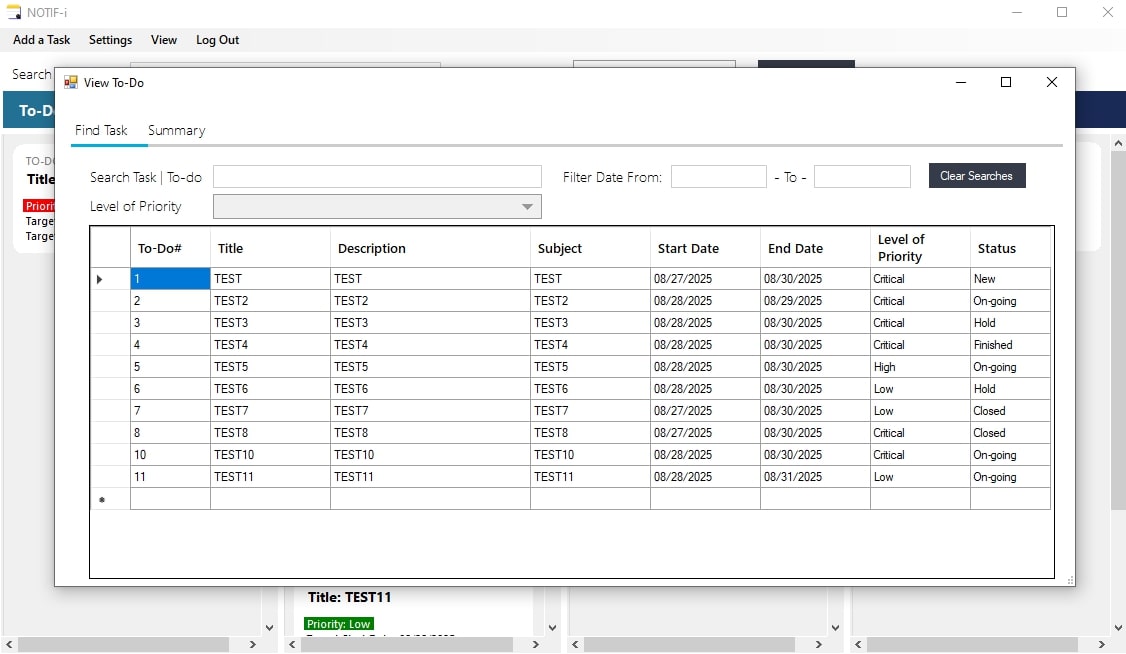 NOTIF-i
Add a Task Settings View Log Out
Search
View To-Do
To-D
Find Task Summary
TO-DO
Title
Search Task | To-do Filter Date From: - To - Clear Searches
Priori
Level of Priority
Targe
Targe
To-Do# Title Description Subject Start Date End Date Level of Priority Status
1 TEST TEST TEST 08/27/2025 08/30/2025 Critical New
2 TEST2 TEST2 TEST2 08/28/2025 08/29/2025 Critical On-going
3 TEST3 TEST3 TEST3 08/28/2025 08/30/2025 Critical Hold
4 TEST4 TEST4 TEST4 08/28/2025 08/30/2025 Critical Finished
5 TEST5 TEST5 TEST5 08/28/2025 08/30/2025 High On-going
6 TEST6 TEST6 TEST6 08/28/2025 08/30/2025 Low Hold
7 TEST7 TEST7 TEST7 08/27/2025 08/30/2025 Low Closed
8 TEST8 TEST8 TEST8 08/27/2025 08/30/2025 Critical Closed
10 TEST10 TEST10 TEST10 08/28/2025 08/30/2025 Critical On-going
11 TEST11 TEST11 TEST11 08/28/2025 08/31/2025 Low On-going
Title: TEST11
Priority: Low